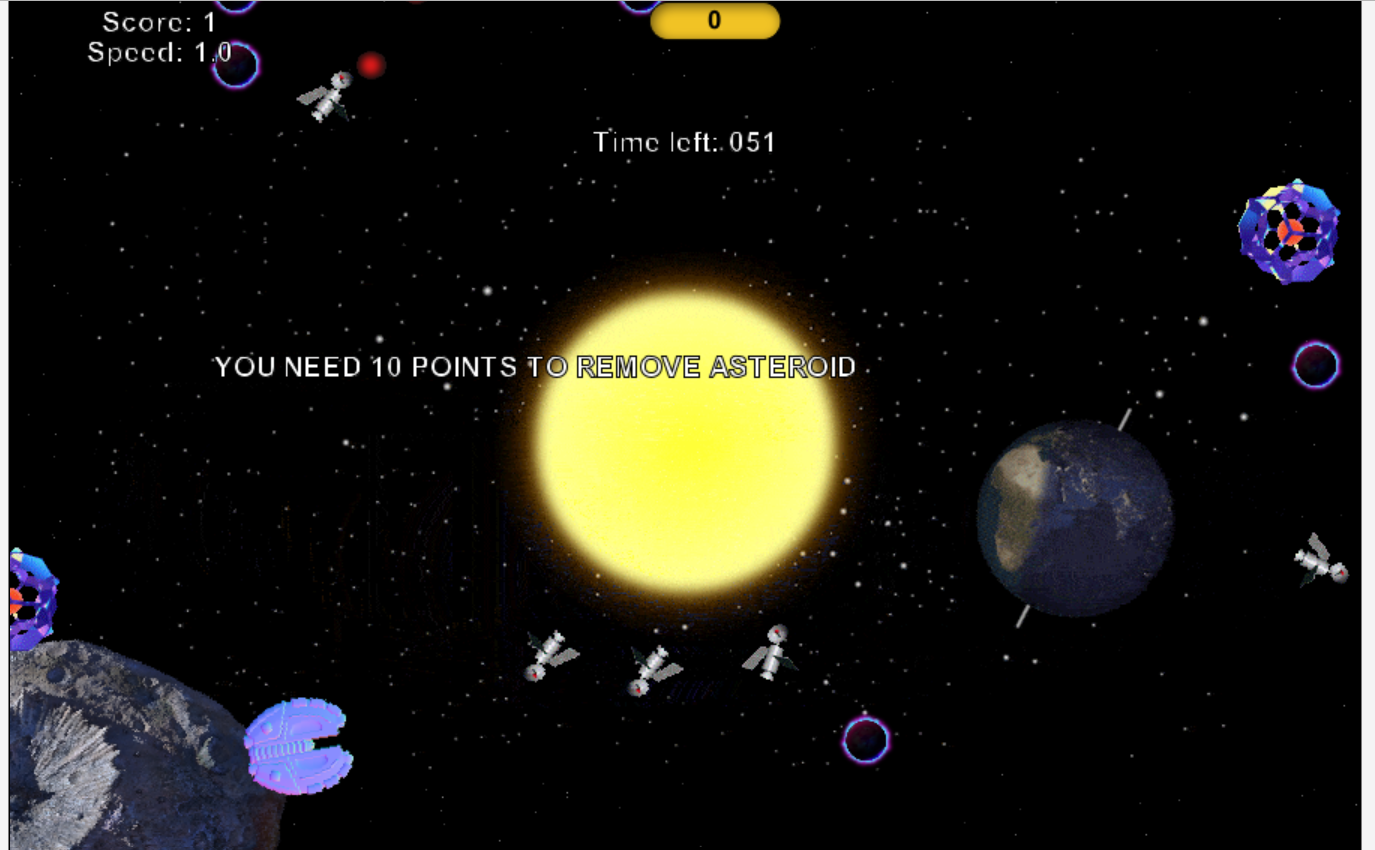 Score: 1
0
Speed: 1.0
Time left: 051
YOU NEED 10 POINTS TO REMOVE ASTEROID